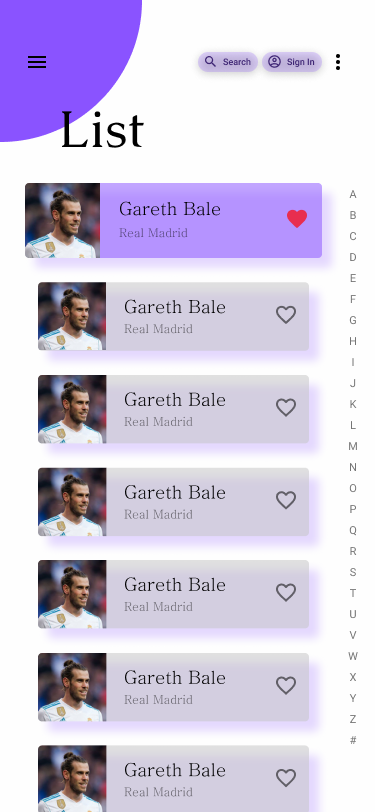 Search
Sign In
List
Gareth Bale
Real Madrid
Gareth Bale
Real Madrid
Gareth Bale
Real Madrid
Gareth Bale
Real Madrid
Gareth Bale
Real Madrid
Gareth Bale
Real Madrid
Gareth Bale
Real Madrid
A
B
C
D
E
F
G
H
I
J
K
L
M
N
O
P
Q
R
S
T
U
V
W
X
Y
Z
#